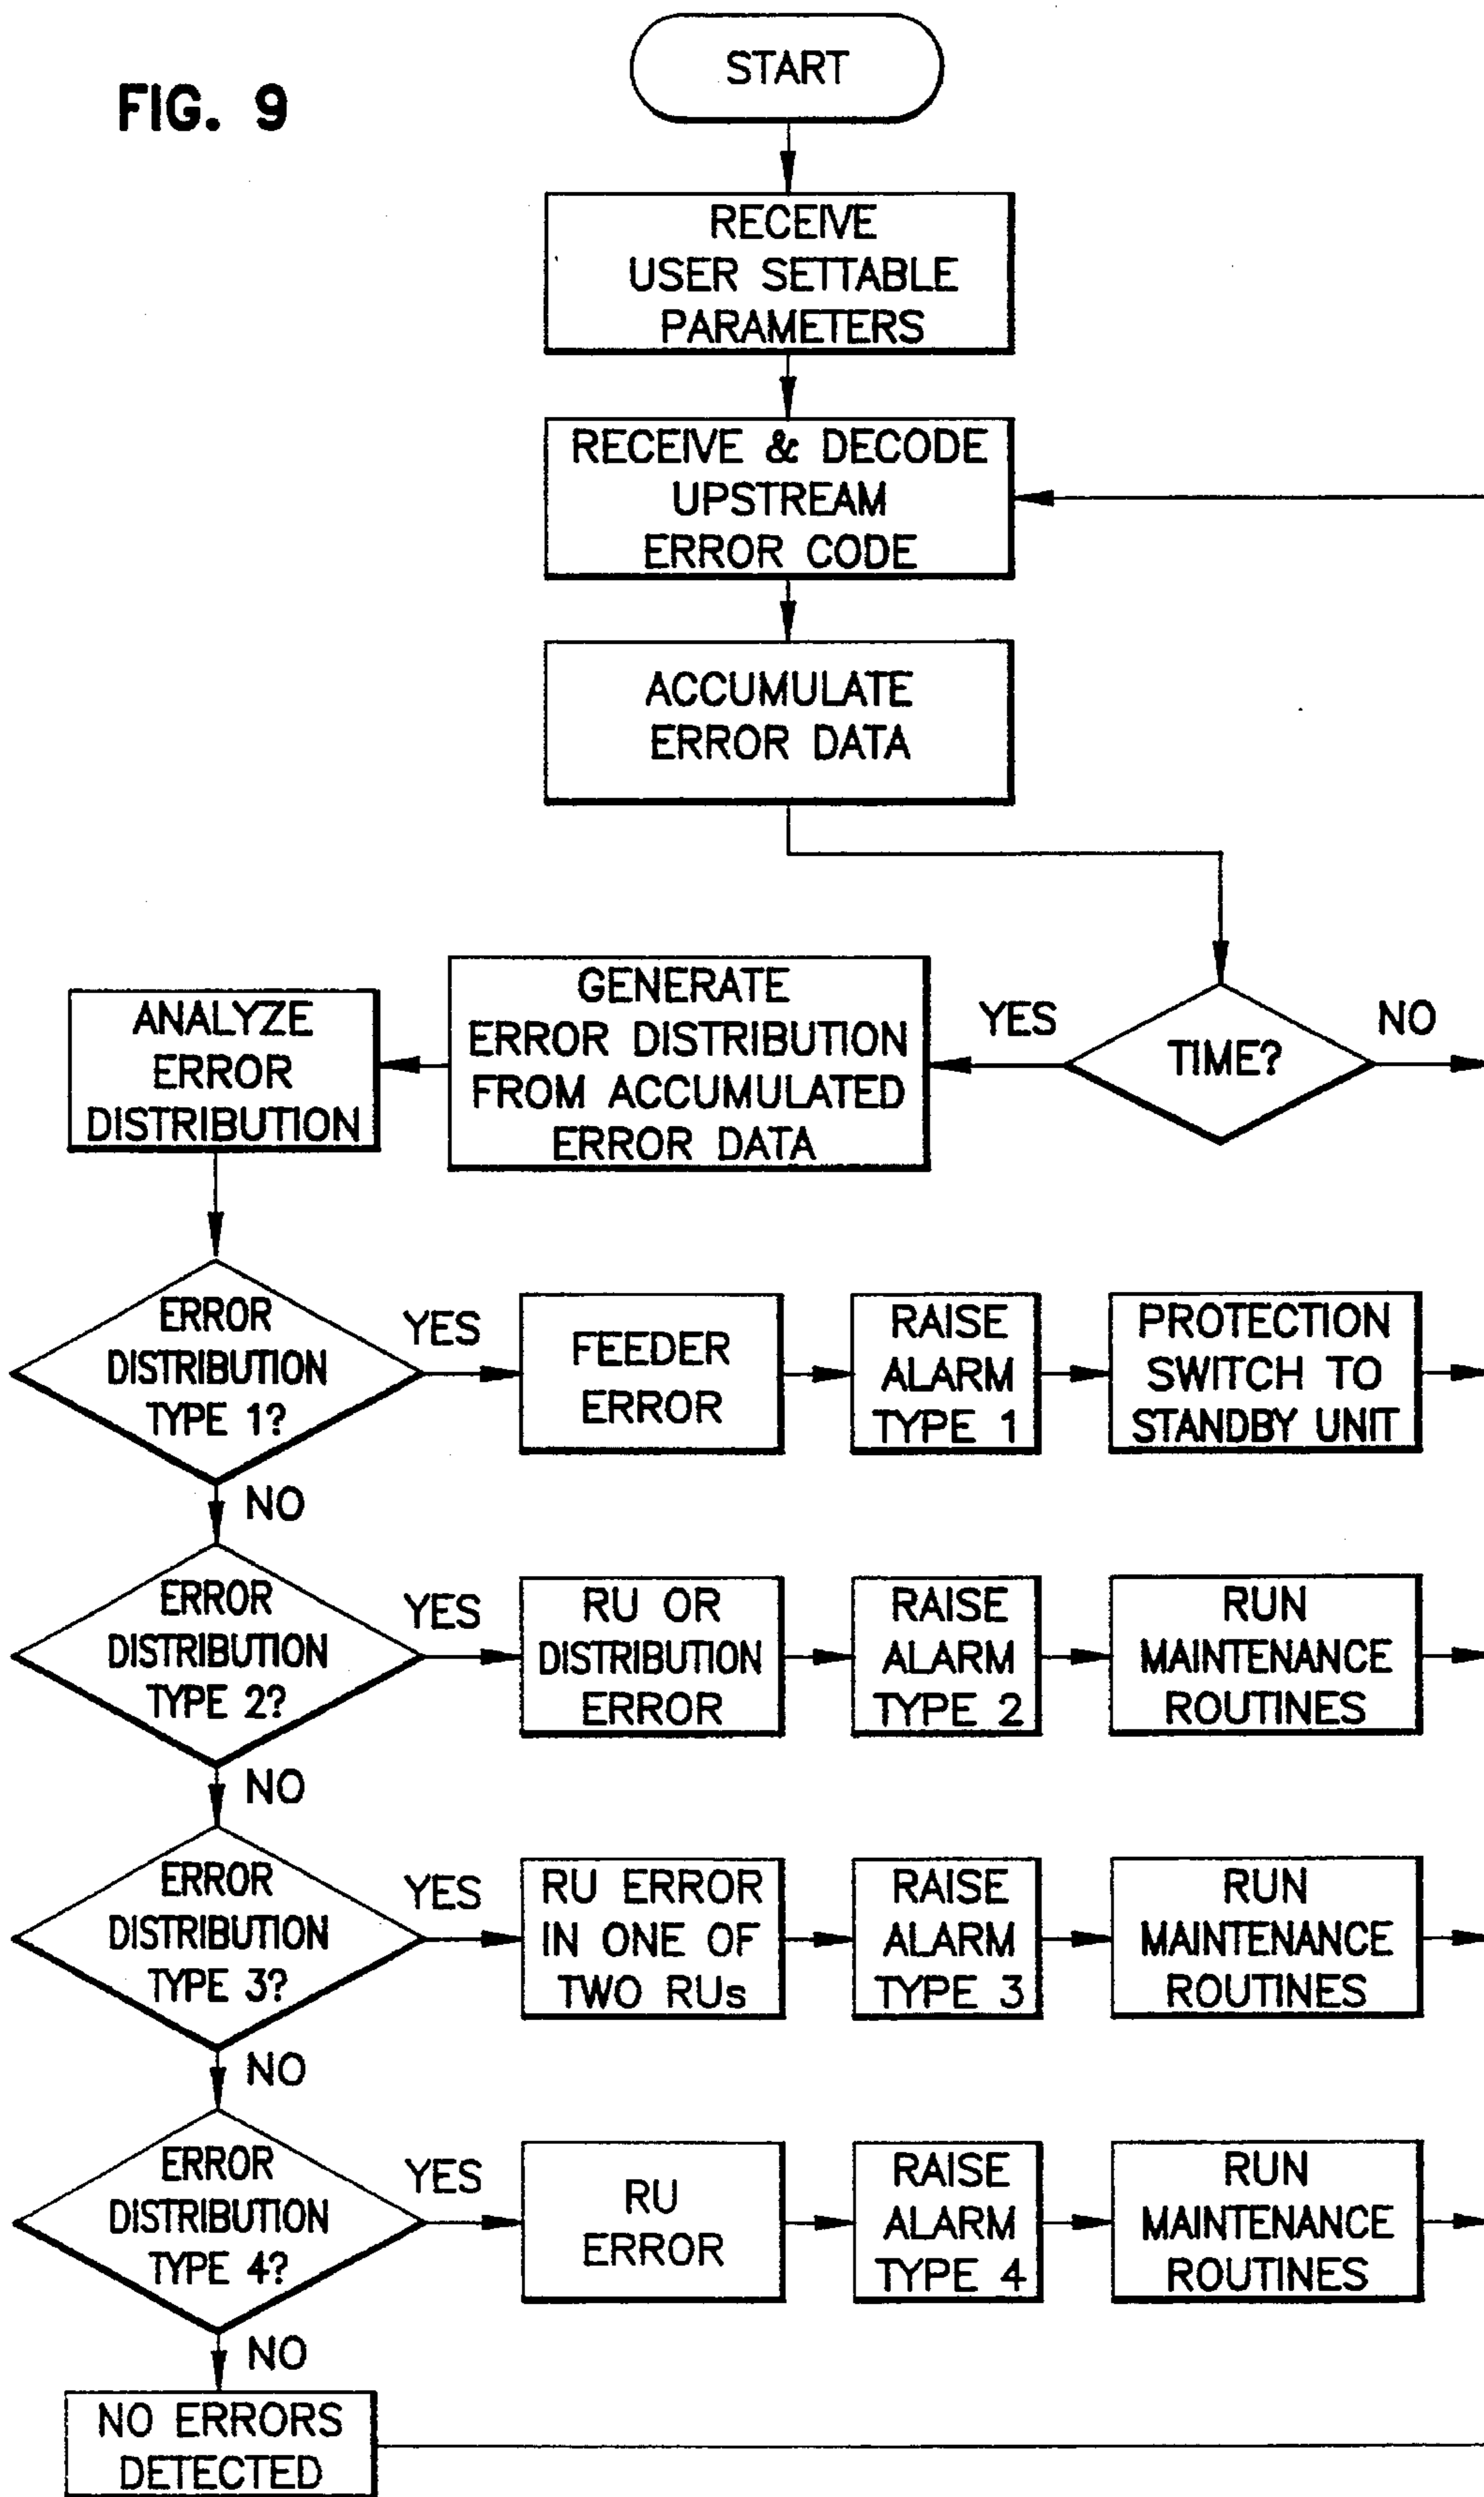 FIG. 9
START
RECEIVE
USER SETTABLE
PARAMETERS
RECEIVE & DECODE
UPSTREAM
ERROR CODE
ACCUMULATE
ERROR DATA
TIME?
YES
NO
GENERATE
ERROR DISTRIBUTION
FROM ACCUMULATED
ERROR DATA
ANALYZE
ERROR
DISTRIBUTION
ERROR
DISTRIBUTION
TYPE 1?
YES
FEEDER
ERROR
RAISE
ALARM
TYPE 1
PROTECTION
SWITCH TO
STANDBY UNIT
NO
ERROR
DISTRIBUTION
TYPE 2?
YES
RU OR
DISTRIBUTION
ERROR
RAISE
ALARM
TYPE 2
RUN
MAINTENANCE
ROUTINES
NO
ERROR
DISTRIBUTION
TYPE 3?
YES
RU ERROR
IN ONE OF
TWO RUs
RAISE
ALARM
TYPE 3
RUN
MAINTENANCE
ROUTINES
NO
ERROR
DISTRIBUTION
TYPE 4?
YES
RU
ERROR
RAISE
ALARM
TYPE 4
RUN
MAINTENANCE
ROUTINES
NO
NO ERRORS
DETECTED